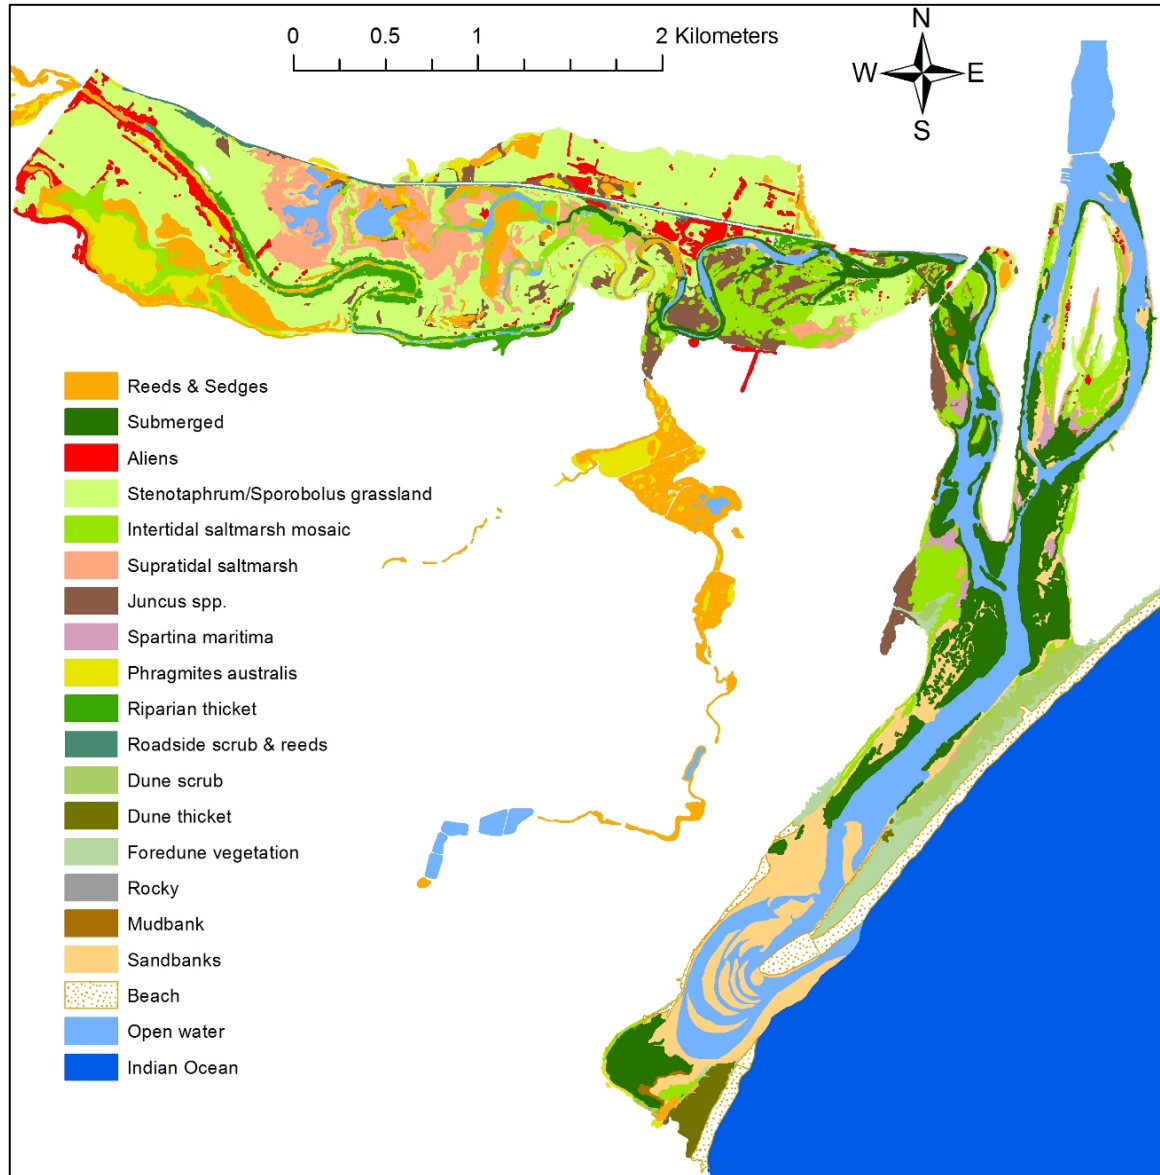 N
0 0.5 1 2 Kilometers
W E
S
Reeds & Sedges
Submerged
Aliens
Stenotaphrum/Sporobolus grassland
Intertidal saltmarsh mosaic
Supratidal saltmarsh
Juncus spp.
Spartina maritima
Phragmites australis
Riparian thicket
Roadside scrub & reeds
Dune scrub
Dune thicket
Foredune vegetation
Rocky
Mudbank
Sandbanks
Beach
Open water
Indian Ocean